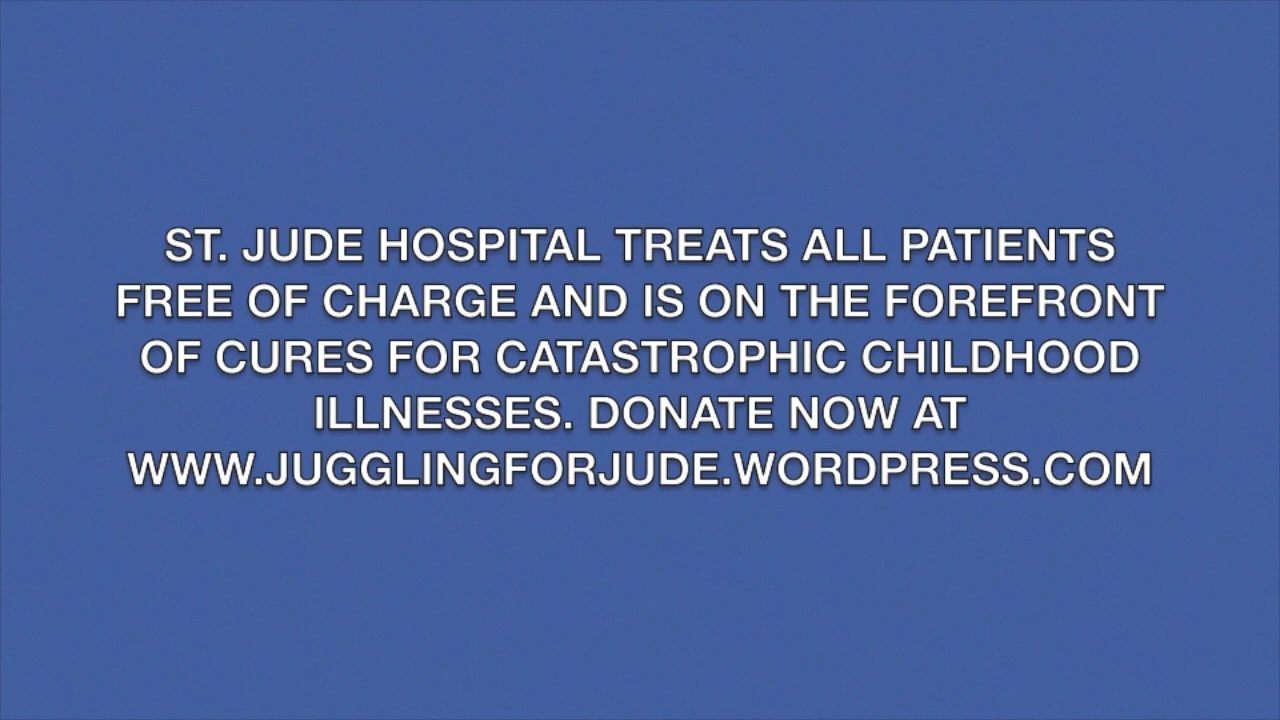 ST. JUDE HOSPITAL TREATS ALL PATIENTS
FREE OF CHARGE AND IS ON THE FOREFRONT
OF CURES FOR CATASTROPHIC CHILDHOOD
ILLNESSES. DONATE NOW AT
WWW.JUGGLINGFORJUDE.WORDPRESS.COM